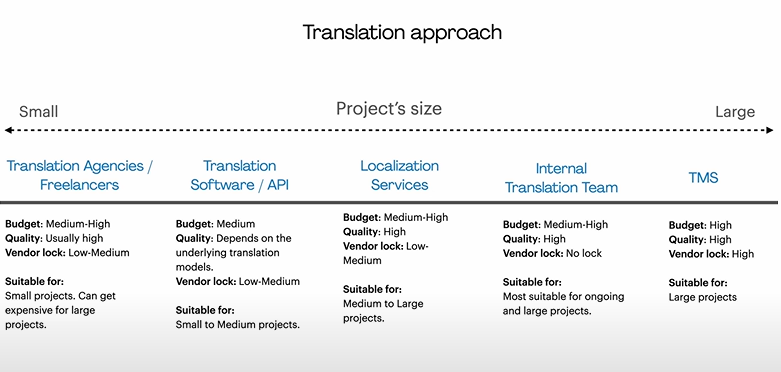 Translation approach
Small
Project's size
Large
Translation Agencies /
Freelancers
Budget: Medium-High
Quality: Usually high
Vendor lock: Low-Medium
Suitable for:
Small projects. Can get
expensive for large
projects.
Translation
Software / API
Budget: Medium
Quality: Depends on the
underlying translation
models.
Vendor lock: Low-Medium
Suitable for:
Small to Medium projects.
Localization
Services
Budget: Medium-High
Quality: High
Vendor lock: Low-
Medium
Suitable for:
Medium to Large
projects.
Internal
Translation Team
Budget: Medium-High
Quality: High
Vendor lock: No lock
Suitable for:
Most suitable for ongoing
and large projects.
TMS
Budget: High
Quality: High
Vendor lock: High
Suitable for:
Large projects